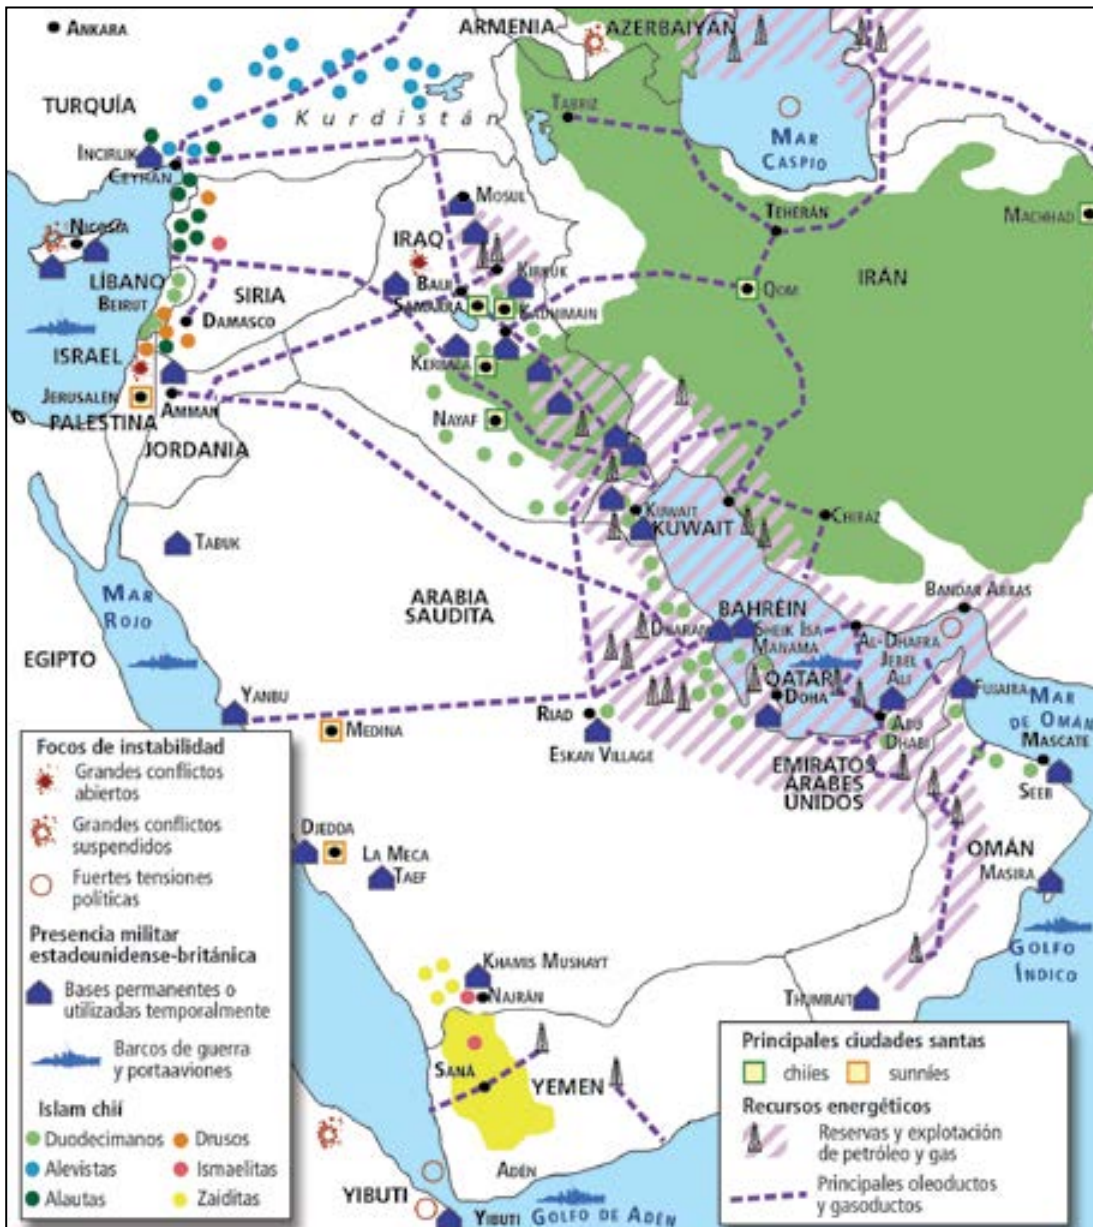 Ankara
Armenia
Azerbaiyán
Turquía
Kurdistán
Tabriz
Mar
Caspio
Incirlik
Ceyhan
Mosul
Teherán
Machhad
Nicosia
Iraq
Kirkuk
Irán
Líbano
Beirut
Siria
Baiji
Samarra
Kadhimain
Qom
Damasco
Israel
Kerbala
Jerusalén
Amman
Palestina
Nayaf
Jordania
Kuwait
Kuwait
Chiraz
Tabuk
Mar
Rojo
Arabia
Saudita
Bandar Abbas
Bahréin
Dharan
Sheik Isa
Manama
Al-Dhafra
Jebel
Ali
Egipto
Yanbu
Qatar
Doha
Fujaira
Mar
de Omán
Medina
Riad
Abu
Dhabi
Mascate
Eskan Village
Emiratos
Árabes
Unidos
Seeb
Djedda
La Meca
Taef
Omán
Masira
Golfo
Índico
Khamis Mushayt
Najrán
Thumrait
Saná
Yemen
Adén
Yibuti
Yibuti
Golfo de Adén
Focos de instabilidad
Grandes conflictos
abiertos
Grandes conflictos
suspendidos
Fuertes tensiones
políticas
Presencia militar
estadounidense-británica
Bases permanentes o
utilizadas temporalmente
Barcos de guerra
y portaaviones
Islam chií
Duodecimanos
Drusos
Alevistas
Ismaelitas
Alautas
Zaiditas
Principales ciudades santas
chiíes
sunníes
Recursos energéticos
Reservas y explotación
de petróleo y gas
Principales oleoductos
y gasoductos